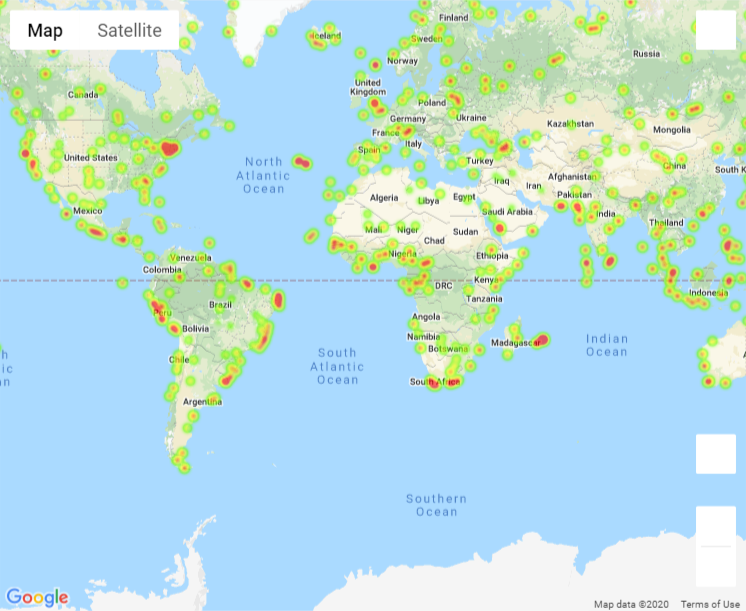 Map Satellite
Iceland
Finland
Sweden
Norway
Russia
Canada
United
Kingdom
Poland
Germany
Ukraine
Kazakhstan
Mongolia
France
Italy
Spain
Turkey
United States
North
Atlantic
Ocean
China
South K
Afghanistan
Iraq
Iran
Pakistan
Algeria
Libya
Egypt
Saudi Arabia
India
Mexico
Mali
Niger
Sudan
Thailand
Chad
Nigeria
Ethiopia
Venezuela
Colombia
Kenya
DRC
Indonesia
Tanzania
Brazil
Peru
Angola
Bolivia
Namibia
Madagascar
Botswana
Indian
Ocean
South
Atlantic
Ocean
Chile
h
ic
an
A
South Africa
Argentina
Southern
Ocean
Google
Map data ©2020 Terms of Use